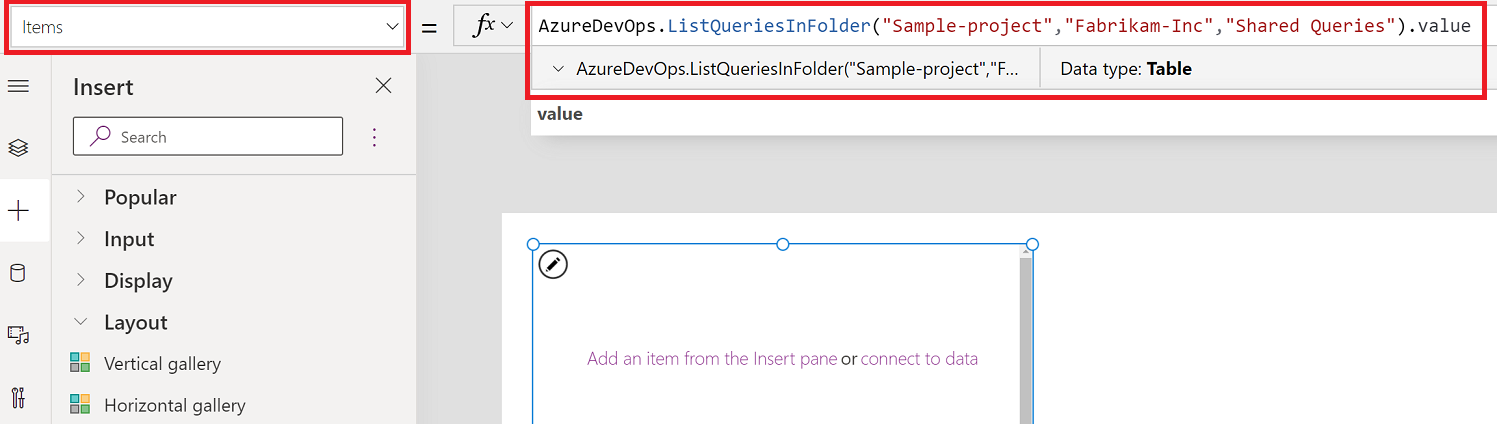 Items = fx AzureDevOps.ListQueriesInFolder("Sample-project","Fabrikam-Inc","Shared Queries").value
AzureDevOps.ListQueriesInFolder("Sample-project","F... Data type: Table
value
Insert
Search
Popular
Input
Display
Layout
Vertical gallery
Horizontal gallery
Add an item from the Insert pane or connect to data